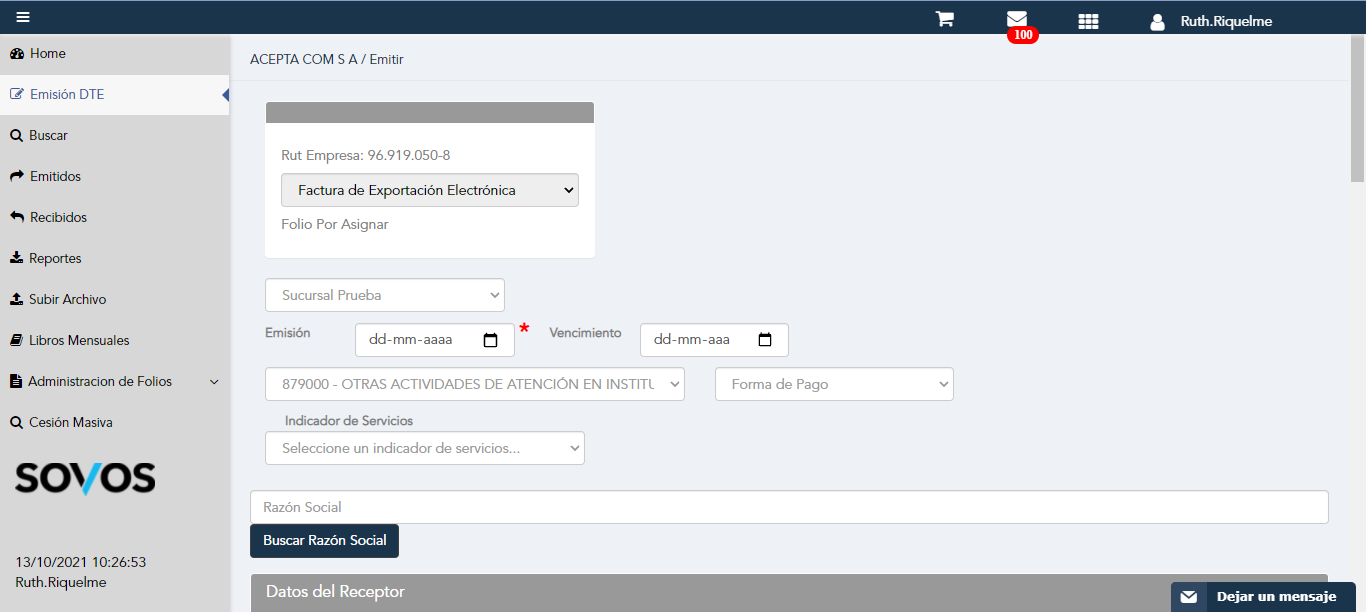 Ruth.Riquelme
100
Home
Emisión DTE
Buscar
Emitidos
Recibidos
Reportes
Subir Archivo
Libros Mensuales
Administracion de Folios
Cesión Masiva
SOVOS
13/10/2021 10:26:53
Ruth.Riquelme
ACEPTA COM S A / Emitir
Rut Empresa: 96.919.050-8
Factura de Exportación Electrónica
Folio Por Asignar
Sucursal Prueba
Emisión dd-mm-aaaa * Vencimiento dd-mm-aaa
879000 - OTRAS ACTIVIDADES DE ATENCIÓN EN INSTITU Forma de Pago
Indicador de Servicios
Seleccione un indicador de servicios...
Razón Social
Buscar Razón Social
Datos del Receptor
Dejar un mensaje